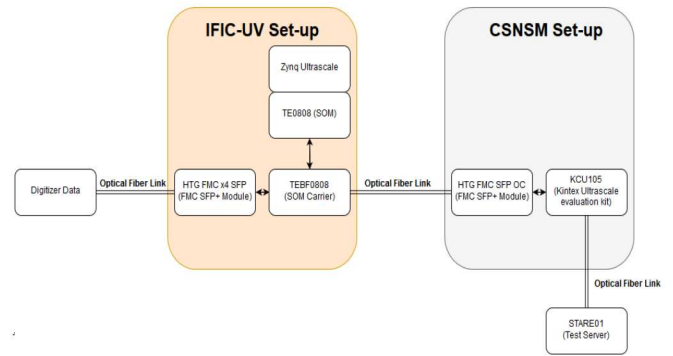 IFIC-UV Set-up
CSNSM Set-up
Zynq Ultrascale
TE0808 (SOM)
Digitizer Data
Optical Fiber Link
HTG FMC x4 SFP
(FMC SFP+ Module)
TEBF0808
(SOM Carrier)
Optical Fiber Link
HTG FMC SFP OC
(FMC SFP+ Module)
KCU105
(Kintex Ultrascale
evaluation kit)
Optical Fiber Link
STARE01
(Test Server)